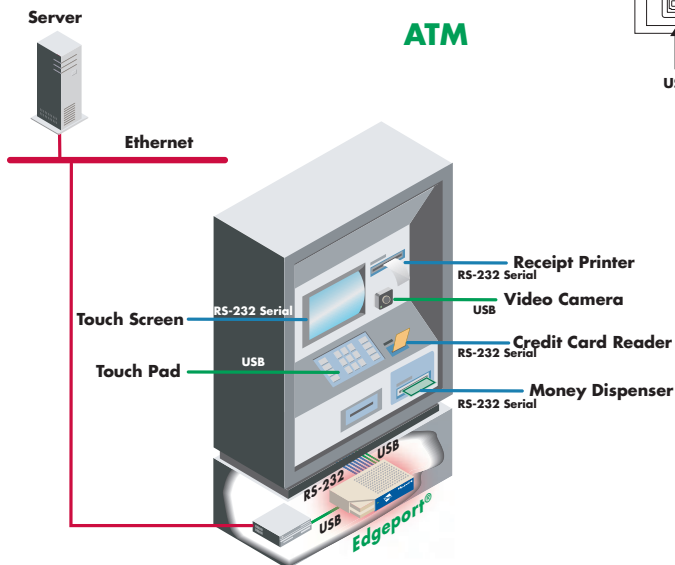 Server
ATM
Ethernet
Receipt Printer
RS-232 Serial
Video Camera
USB
Touch Screen
RS-232 Serial
Credit Card Reader
RS-232 Serial
Touch Pad
USB
Money Dispenser
RS-232 Serial
RS-232
USB
USB
Edgeport®